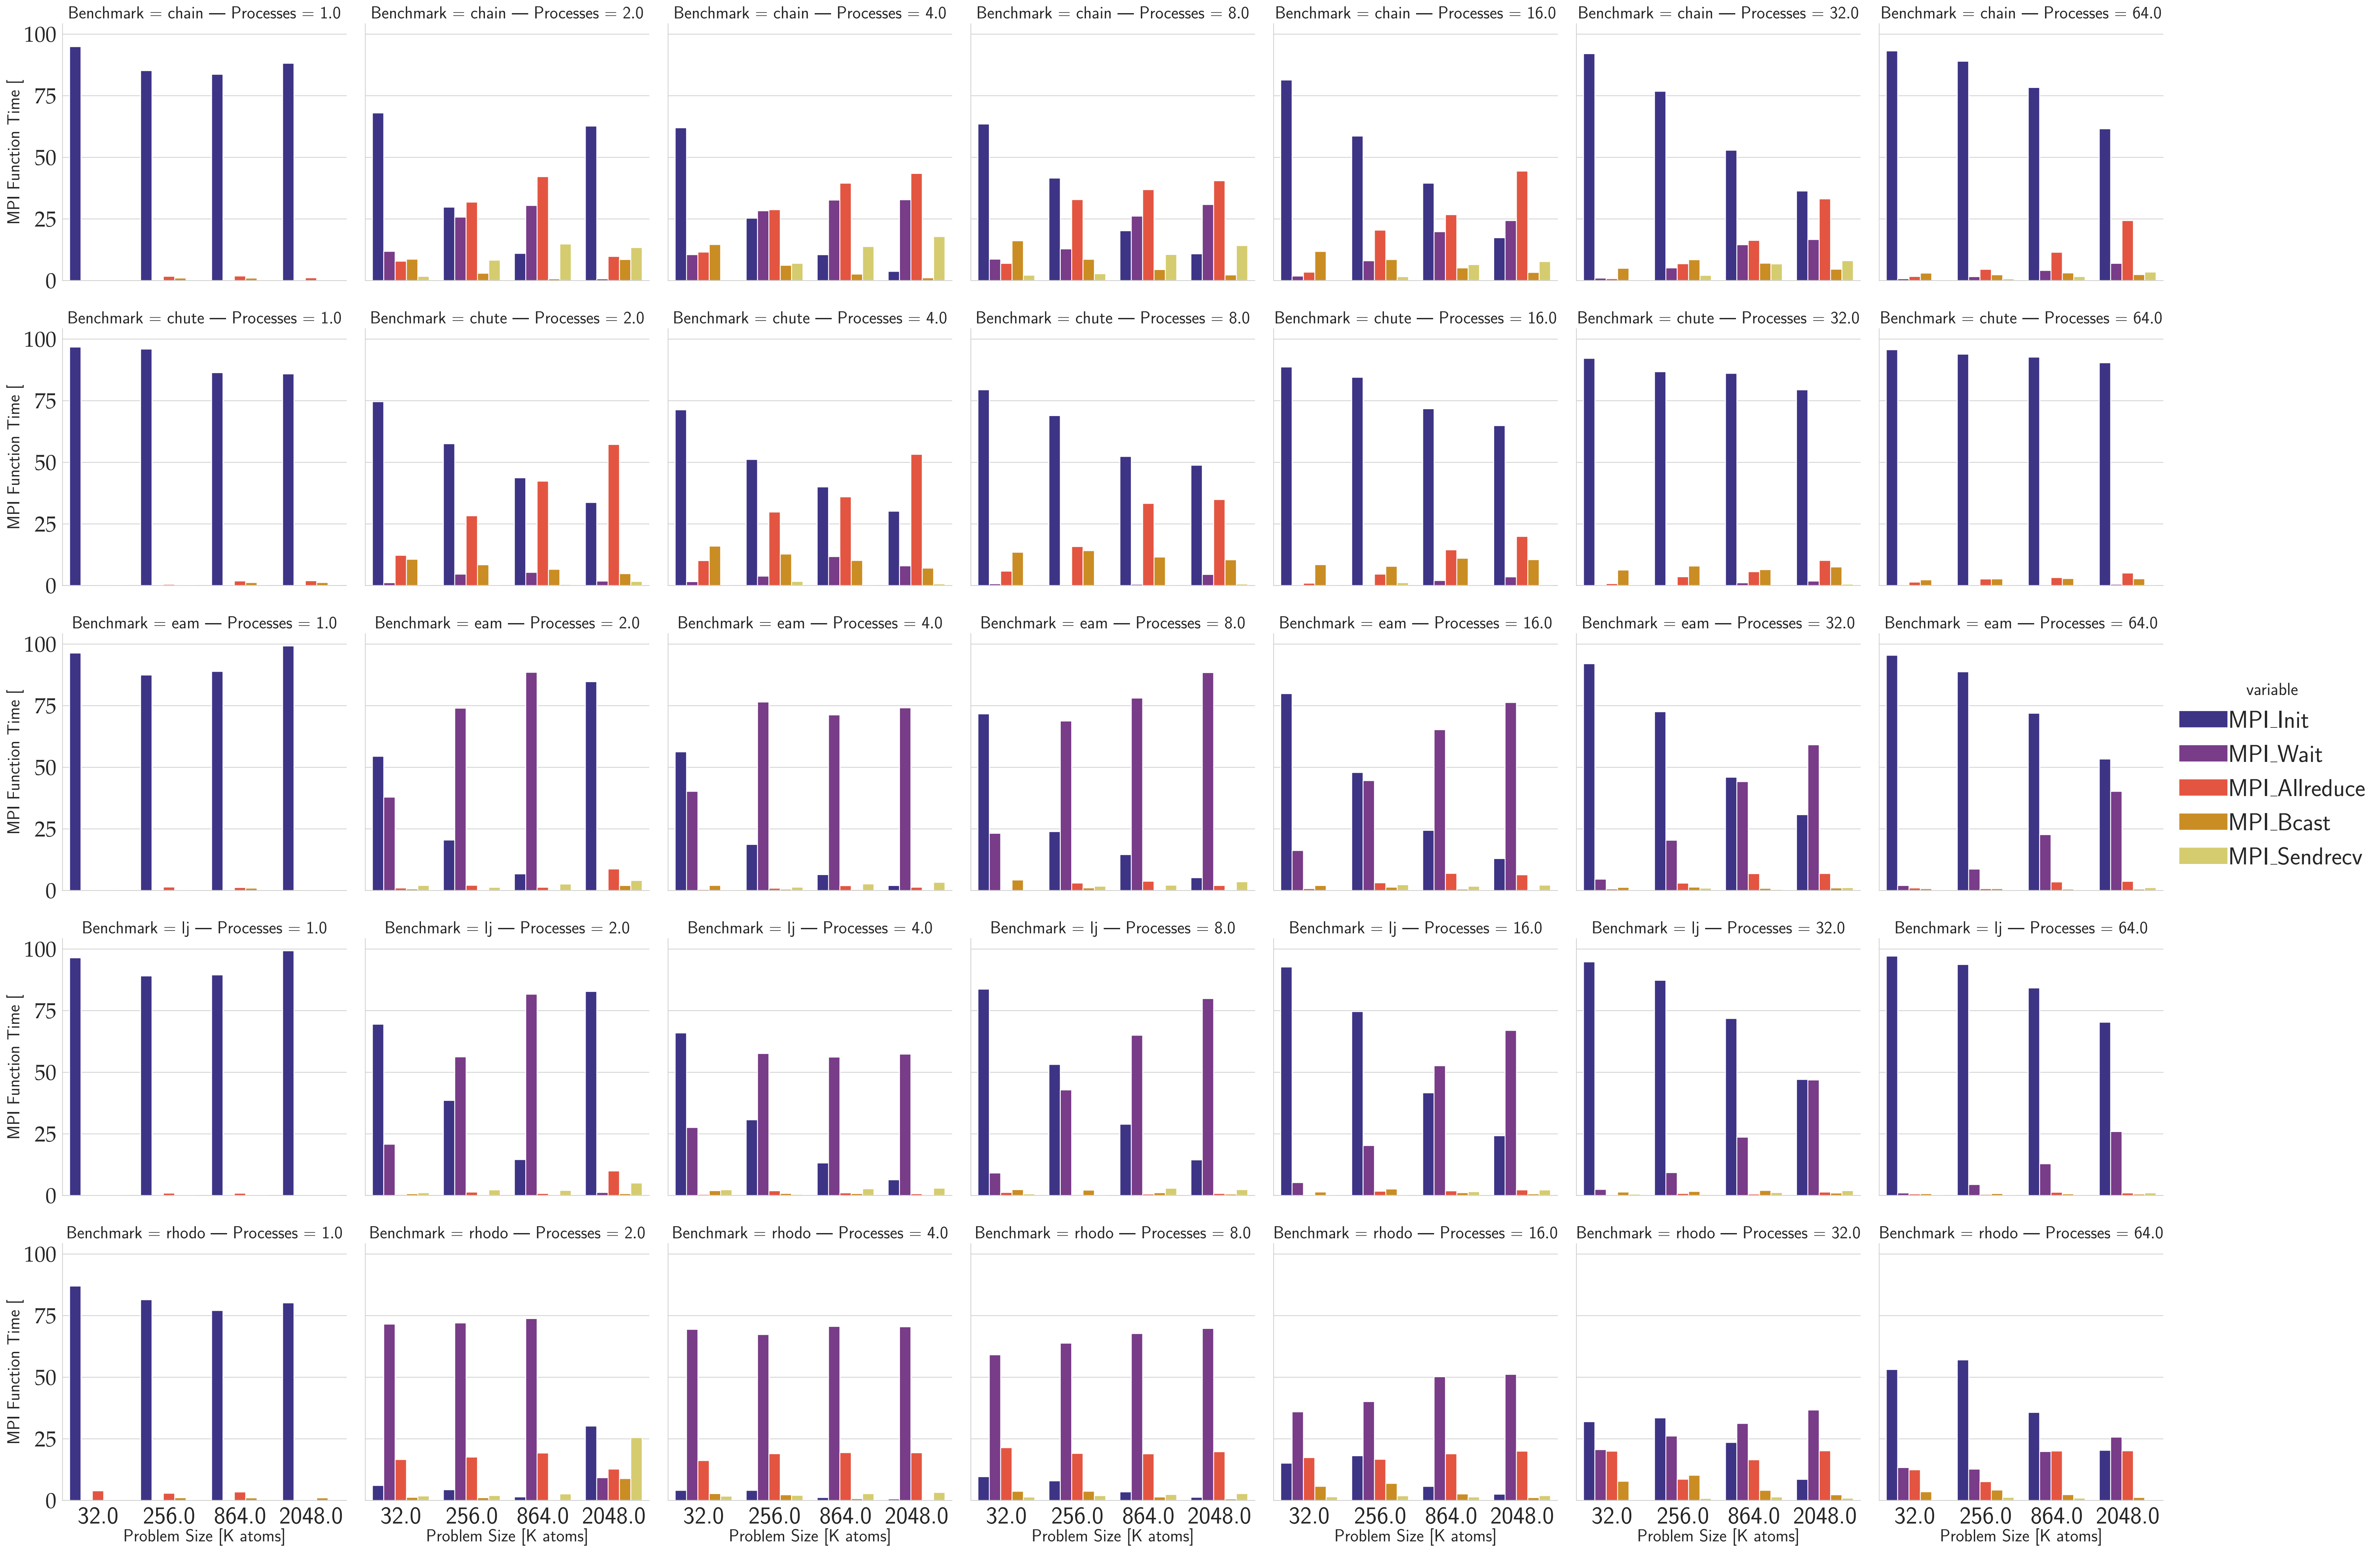 Benchmark = chain — Processes = 1.0
Benchmark = chain — Processes = 2.0
Benchmark = chain — Processes = 4.0
Benchmark = chain — Processes = 8.0
Benchmark = chain — Processes = 16.0
Benchmark = chain — Processes = 32.0
Benchmark = chain — Processes = 64.0
MPI Function Time [
100
75
50
25
0
Benchmark = chute — Processes = 1.0
Benchmark = chute — Processes = 2.0
Benchmark = chute — Processes = 4.0
Benchmark = chute — Processes = 8.0
Benchmark = chute — Processes = 16.0
Benchmark = chute — Processes = 32.0
Benchmark = chute — Processes = 64.0
MPI Function Time [
100
75
50
25
0
Benchmark = eam — Processes = 1.0
Benchmark = eam — Processes = 2.0
Benchmark = eam — Processes = 4.0
Benchmark = eam — Processes = 8.0
Benchmark = eam — Processes = 16.0
Benchmark = eam — Processes = 32.0
Benchmark = eam — Processes = 64.0
MPI Function Time [
100
75
50
25
0
variable
MPI_Init
MPI_Wait
MPI_Allreduce
MPI_Bcast
MPI_Sendrecv
Benchmark = lj — Processes = 1.0
Benchmark = lj — Processes = 2.0
Benchmark = lj — Processes = 4.0
Benchmark = lj — Processes = 8.0
Benchmark = lj — Processes = 16.0
Benchmark = lj — Processes = 32.0
Benchmark = lj — Processes = 64.0
MPI Function Time [
100
75
50
25
0
Benchmark = rhodo — Processes = 1.0
Benchmark = rhodo — Processes = 2.0
Benchmark = rhodo — Processes = 4.0
Benchmark = rhodo — Processes = 8.0
Benchmark = rhodo — Processes = 16.0
Benchmark = rhodo — Processes = 32.0
Benchmark = rhodo — Processes = 64.0
MPI Function Time [
100
75
50
25
0
32.0 256.0 864.0 2048.0
Problem Size [K atoms]
32.0 256.0 864.0 2048.0
Problem Size [K atoms]
32.0 256.0 864.0 2048.0
Problem Size [K atoms]
32.0 256.0 864.0 2048.0
Problem Size [K atoms]
32.0 256.0 864.0 2048.0
Problem Size [K atoms]
32.0 256.0 864.0 2048.0
Problem Size [K atoms]
32.0 256.0 864.0 2048.0
Problem Size [K atoms]